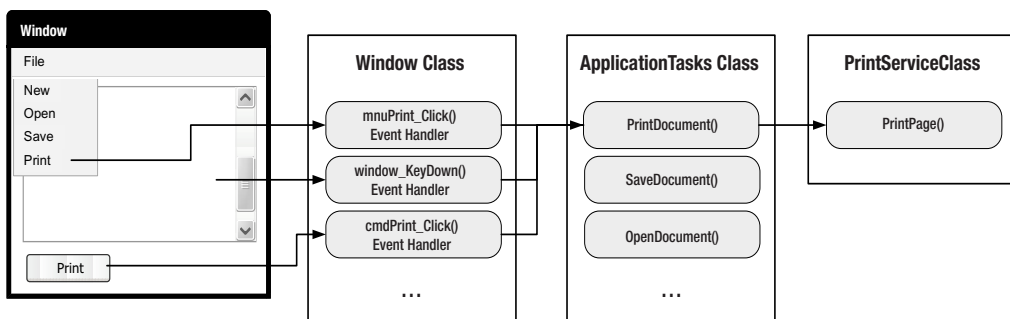 Window
File
New
Open
Save
Print
Print
Window Class
mnuPrint_Click()
Event Handler
window_KeyDown()
Event Handler
cmdPrint_Click()
Event Handler
...
ApplicationTasks Class
PrintDocument()
SaveDocument()
OpenDocument()
...
PrintServiceClass
PrintPage()